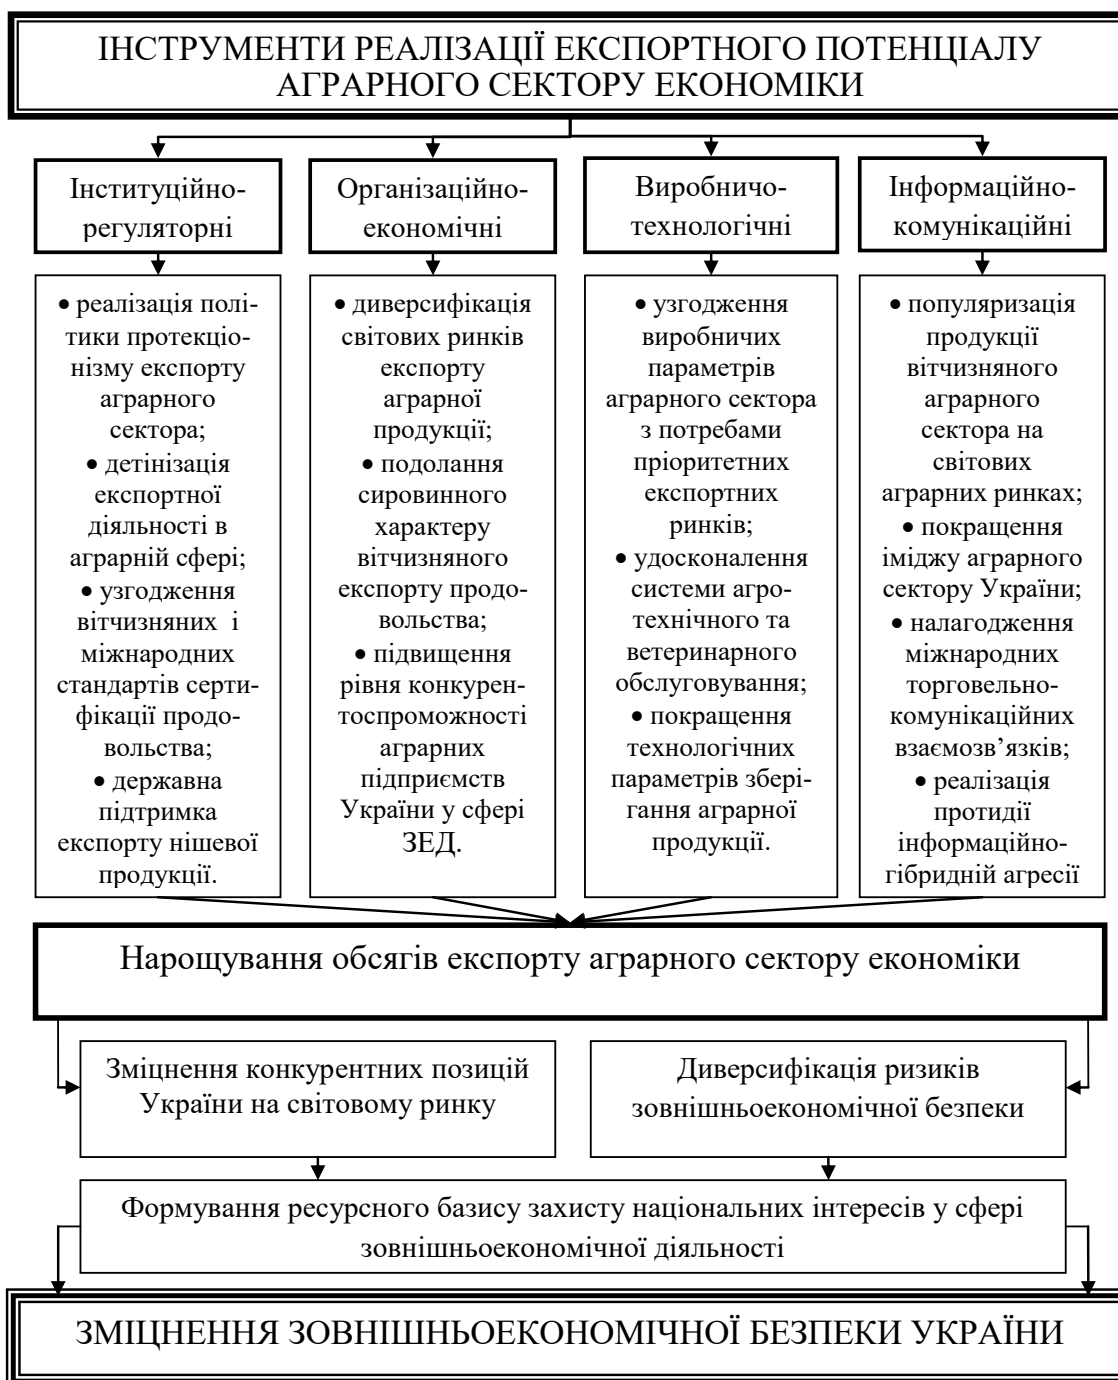 ІНСТРУМЕНТИ РЕАЛІЗАЦІЇ ЕКСПОРТНОГО ПОТЕНЦІАЛУ
АГРАРНОГО СЕКТОРУ ЕКОНОМІКИ
Інституційно-
регуляторні
Організаційно-
економічні
Виробничо-
технологічні
Інформаційно-
комунікаційні
• реалізація полі-
тики протекціо-
нізму експорту
аграрного
сектора;
• детінізація
експортної
діяльності в
аграрній сфері;
• узгодження
вітчизняних і
міжнародних
стандартів серти-
фікації продо-
вольства;
• державна
підтримка
експорту нішевої
продукції.
• диверсифікація
світових ринків
експорту
аграрної
продукції;
• подолання
сировинного
характеру
вітчизняного
експорту продо-
вольства;
• підвищення
рівня конкурен-
тоспроможності
аграрних
підприємств
України у сфері
ЗЕД.
• узгодження
виробничих
параметрів
аграрного сектора
з потребами
пріоритетних
експортних
ринків;
• удосконалення
системи агро-
технічного та
ветеринарного
обслуговування;
• покращення
технологічних
параметрів збері-
гання аграрної
продукції.
• популяризація
продукції
вітчизняного
аграрного
сектора на
світових
аграрних ринках;
• покращення
іміджу аграрного
сектору України;
• налагодження
міжнародних
торговельно-
комунікаційних
взаємозв’язків;
• реалізація
протидії
інформаційно-
гібридній агресії
Нарощування обсягів експорту аграрного сектору економіки
Зміцнення конкурентних позицій
України на світовому ринку
Диверсифікація ризиків
зовнішньоекономічної безпеки
Формування ресурсного базису захисту національних інтересів у сфері
зовнішньоекономічної діяльності
ЗМІЦНЕННЯ ЗОВНІШНЬОЕКОНОМІЧНОЇ БЕЗПЕКИ УКРАЇНИ